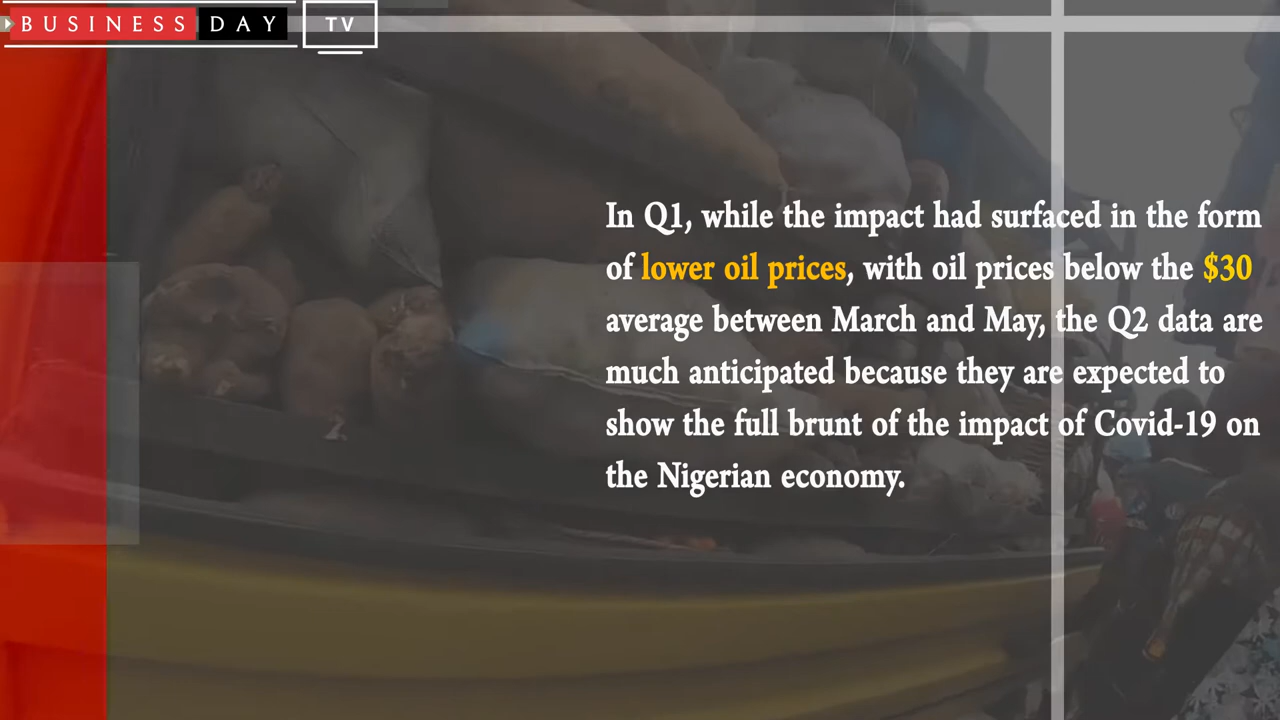 BUSINESS DAY TV
In Q1, while the impact had surfaced in the form
of lower oil prices, with oil prices below the $30
average between March and May, the Q2 data are
much anticipated because they are expected to
show the full brunt of the impact of Covid-19 on
the Nigerian economy.